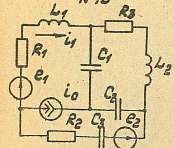 L₁ R₃
i₁
R₁ C₁ L₂
e₁ i₀ C₂
R₂ C₃ e₂